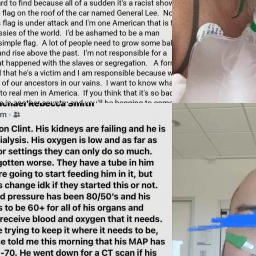 rd to find because all of a sudden it's a racist show
flag on the roof of the car named General Lee. No
flag is under attack and I'm one American that is t
ssies of the world. I'd be ashamed to be a man
simple flag. A lot of people need to grow some bal
nd rise above the past. I'm not responsible for a
at happened with the slaves or segregation. A for
l that he's a victim and I am responsible because w
of our ancestors in our vains. I want to know wha
to real men in America. If you think that it's so bad
m ·
on Clint. His kidneys are failing and he is
ialysis. His oxygen is low and as far as
or settings they can only do so much.
gotten worse. They have a tube in him
re going to start feeding him in it, but
s change idk if they started this or not.
d pressure has been 80/50's and his
s to be 60+ for all of his organs and
receive blood and oxygen that it needs.
e trying to keep it where it needs to be,
e told me this morning that his MAP has
-70. He went down for a CT scan if his